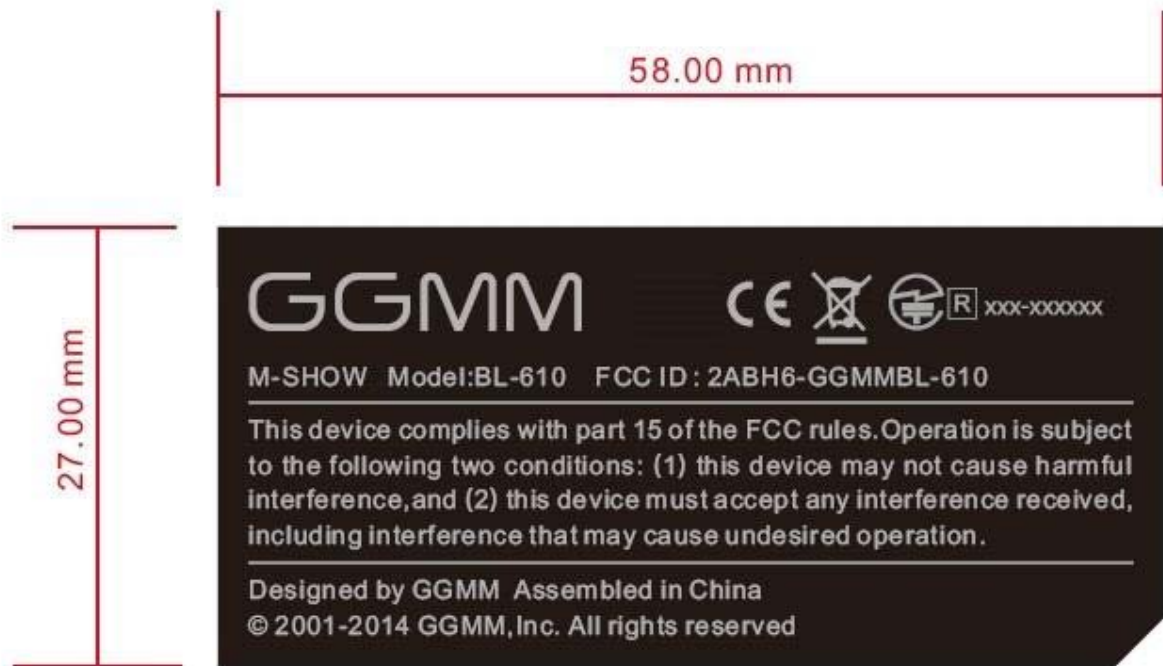 58.00 mm
27.00 mm
GGMM CE R xxx-xxxxxx
M-SHOW Model:BL-610 FCC ID : 2ABH6-GGMMBL-610
This device complies with part 15 of the FCC rules.Operation is subject
to the following two conditions: (1) this device may not cause harmful
interference,and (2) this device must accept any interference received,
including interference that may cause undesired operation.
Designed by GGMM Assembled in China
© 2001-2014 GGMM,Inc. All rights reserved